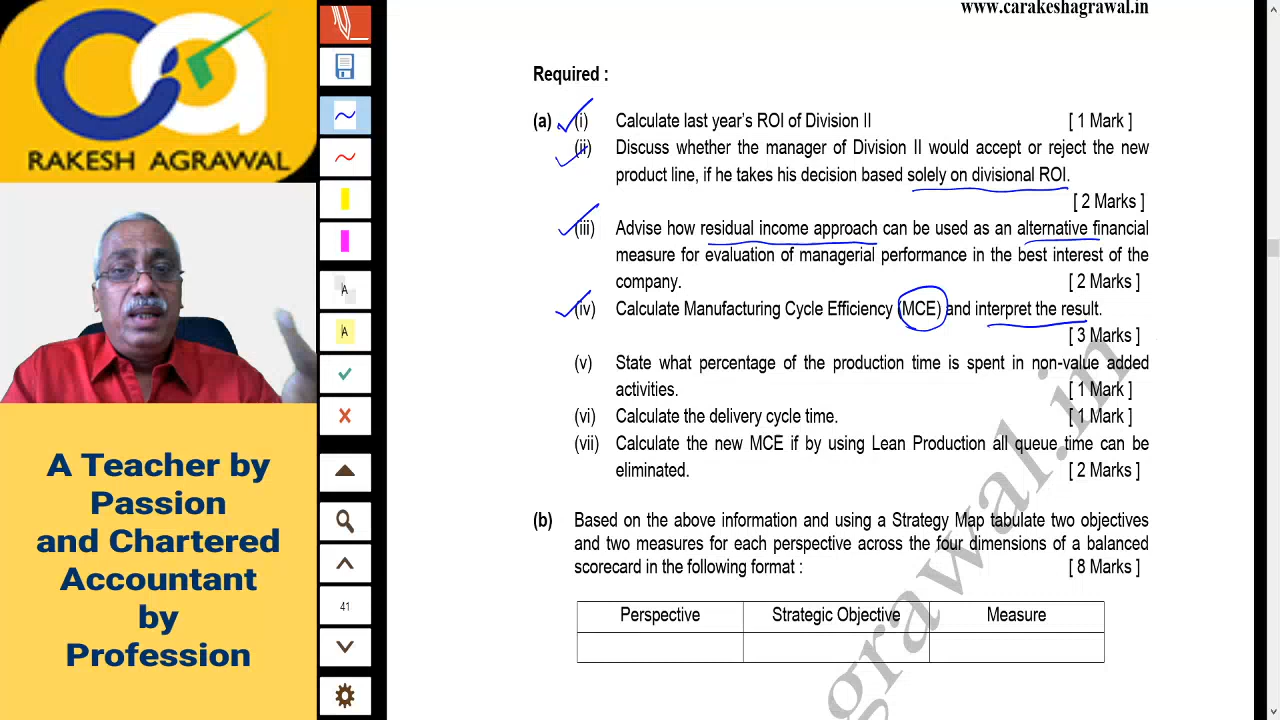 www.carakeshagrawal.in
RAKESH AGRAWAL
A Teacher by
Passion
and Chartered
Accountant
by
Profession
A
A
41
Required :
(a) (i) Calculate last year's ROI of Division II [ 1 Mark ]
(ii) Discuss whether the manager of Division II would accept or reject the new
product line, if he takes his decision based solely on divisional ROI.
[ 2 Marks ]
(iii) Advise how residual income approach can be used as an alternative financial
measure for evaluation of managerial performance in the best interest of the
company. [ 2 Marks ]
(iv) Calculate Manufacturing Cycle Efficiency (MCE) and interpret the result.
[ 3 Marks ]
(v) State what percentage of the production time is spent in non-value added
activities. [ 1 Mark ]
(vi) Calculate the delivery cycle time. [ 1 Mark ]
(vii) Calculate the new MCE if by using Lean Production all queue time can be
eliminated. [ 2 Marks ]
(b) Based on the above information and using a Strategy Map tabulate two objectives
and two measures for each perspective across the four dimensions of a balanced
scorecard in the following format : [ 8 Marks ]
Perspective Strategic Objective Measure
grawal.in